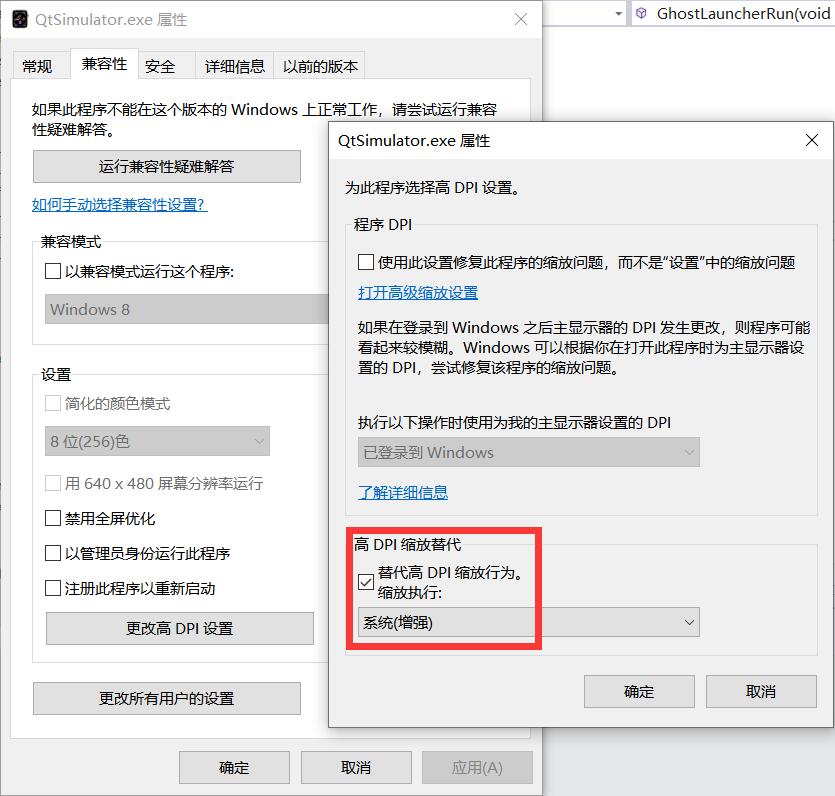 QtSimulator.exe 属性
GhostLauncherRun(void
常规
兼容性
安全
详细信息
以前的版本
如果此程序不能在这个版本的 Windows 上正常工作，请尝试运行兼容
性疑难解答。
运行兼容性疑难解答
如何手动选择兼容性设置?
兼容模式
以兼容模式运行这个程序:
Windows 8
设置
简化的颜色模式
8 位(256)色
用 640 x 480 屏幕分辨率运行
禁用全屏优化
以管理员身份运行此程序
注册此程序以重新启动
更改高 DPI 设置
更改所有用户的设置
确定
取消
应用(A)
QtSimulator.exe 属性
为此程序选择高 DPI 设置。
程序 DPI
使用此设置修复此程序的缩放问题，而不是“设置”中的缩放问题
打开高级缩放设置
如果在登录到 Windows 之后主显示器的 DPI 发生更改，则程序可能
看起来较模糊。Windows 可以根据你在打开此程序时为主显示器设
置的 DPI，尝试修复该程序的缩放问题。
执行以下操作时使用为我的主显示器设置的 DPI
已登录到 Windows
了解详细信息
高 DPI 缩放替代
替代高 DPI 缩放行为。
缩放执行:
系统(增强)
确定
取消